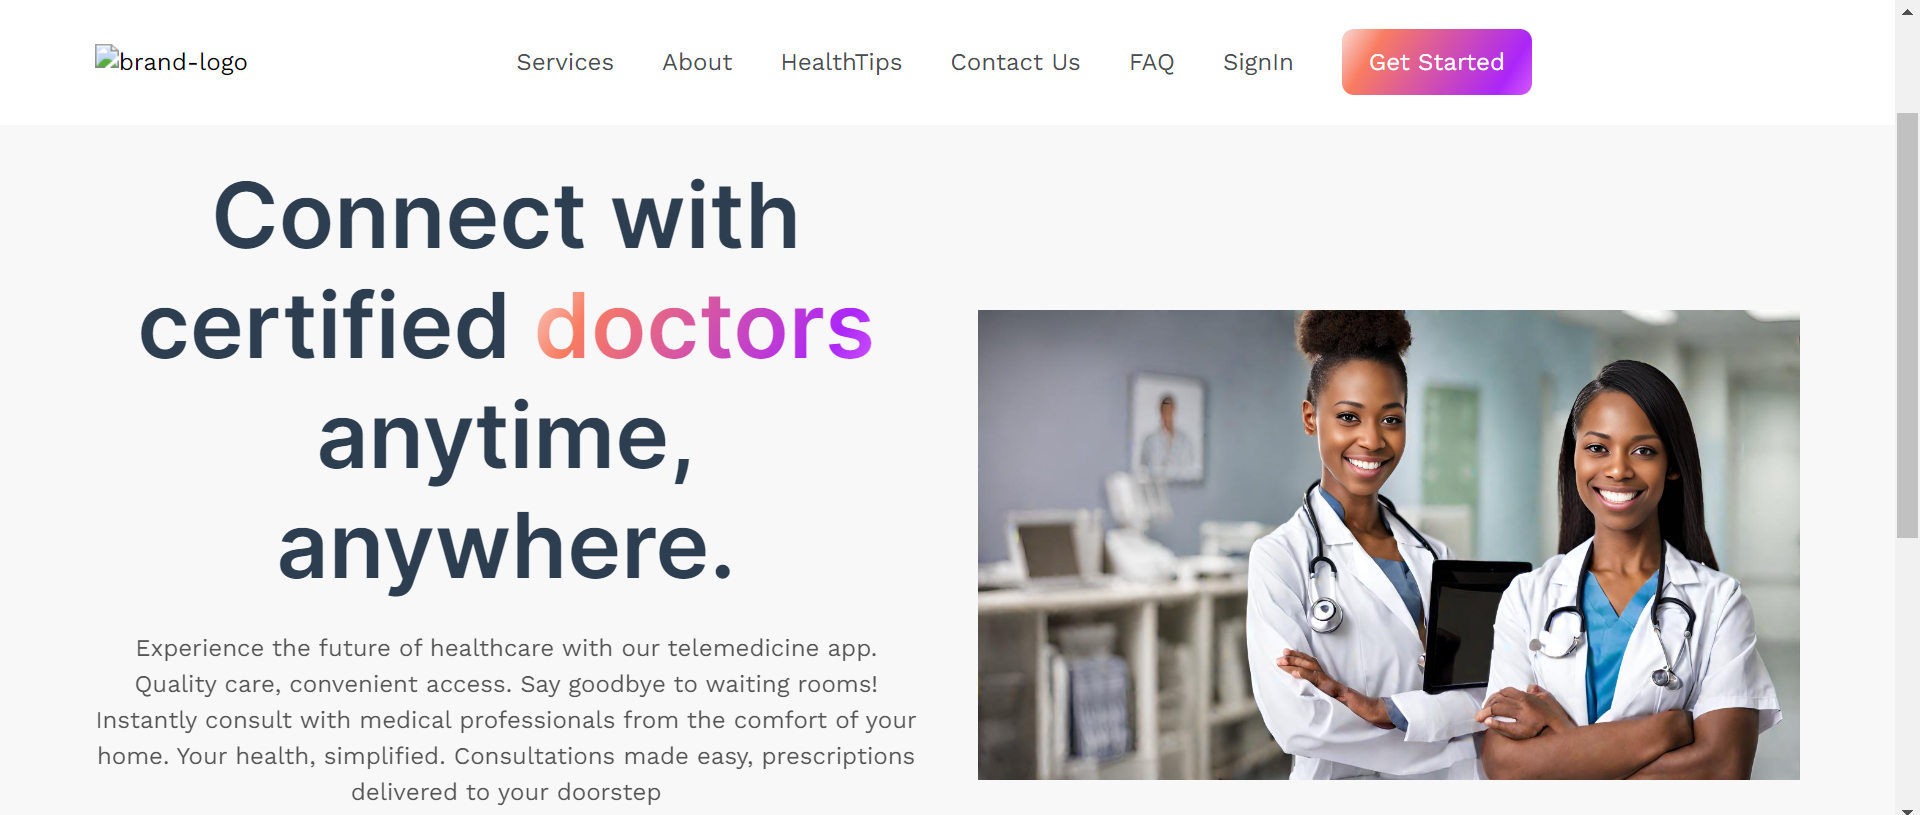 brand-logo Services About HealthTips Contact Us FAQ SignIn Get Started
Connect with
certified doctors
anytime,
anywhere.
Experience the future of healthcare with our telemedicine app.
Quality care, convenient access. Say goodbye to waiting rooms!
Instantly consult with medical professionals from the comfort of your
home. Your health, simplified. Consultations made easy, prescriptions
delivered to your doorstep